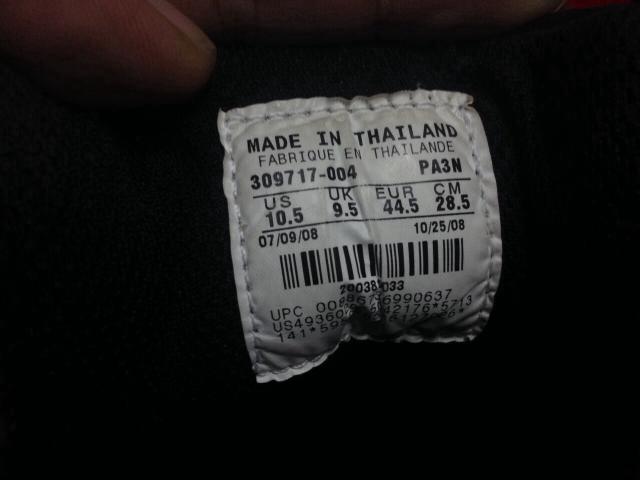 MADE IN THAILAND
FABRIQUE EN THAILANDE
309717-004 PA3N
US UK EUR CM
10.5 9.5 44.5 28.5
07/09/08 10/25/08
UPC